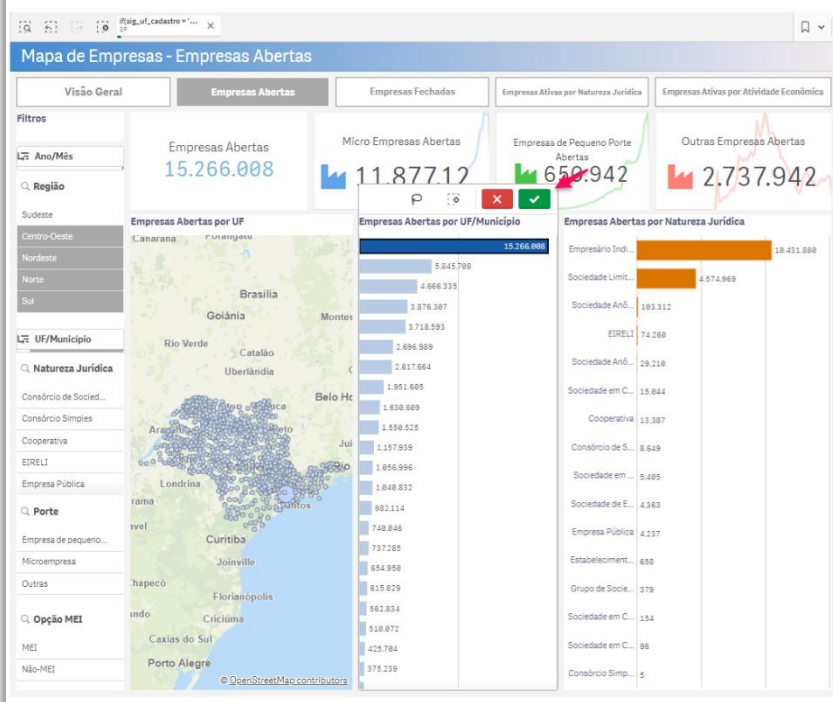 if(sig_uf_cadastro = '...
SP
Mapa de Empresas - Empresas Abertas
Visão Geral
Empresas Abertas
Empresas Fechadas
Empresas Ativas por Natureza Jurídica
Empresas Ativas por Atividade Econômica
Filtros
Ano/Mês
Região
Sudeste
Centro-Oeste
Nordeste
Norte
Sul
UF/Município
Natureza Jurídica
Consórcio de Socied...
Consórcio Simples
Cooperativa
EIRELI
Empresa Pública
Porte
Empresa de pequeno...
Microempresa
Outras
Opção MEI
MEI
Não-MEI
Empresas Abertas
15.266.008
Micro Empresas Abertas
11.877.12
Empresas de Pequeno Porte
Abertas
650.942
Outras Empresas Abertas
2.737.942
Empresas Abertas por UF
Canarana
Porangatu
Brasília
Goiânia
Montes
Rio Verde
Catalão
Uberlândia
Belo Ho
Jui
Rio
Londrina
Santos
Curitiba
Joinville
Chapecó
Florianópolis
Criciúma
Caxias do Sul
Porto Alegre
© OpenStreetMap contributors
Empresas Abertas por UF/Município
15.266.008
5.845.708
4.666.335
3.876.307
3.718.593
2.696.989
2.617.664
1.951.605
1.630.609
1.550.525
1.157.939
1.056.996
1.040.832
982.114
740.046
737.285
654.950
615.029
562.834
510.072
425.704
375.239
Empresas Abertas por Natureza Jurídica
Empresário Indi... 10.431.880
Sociedade Limit... 4.574.969
Sociedade Anô... 103.312
EIRELI 74.260
Sociedade Anô... 29.210
Sociedade em C... 15.044
Cooperativa 13.387
Consórcio de S... 8.649
Sociedade em ... 5.405
Sociedade de E... 4.363
Empresa Pública 4.237
Estabeleciment... 658
Grupo de Socie... 379
Sociedade em C... 154
Sociedade em C... 96
Consórcio Simp... 5